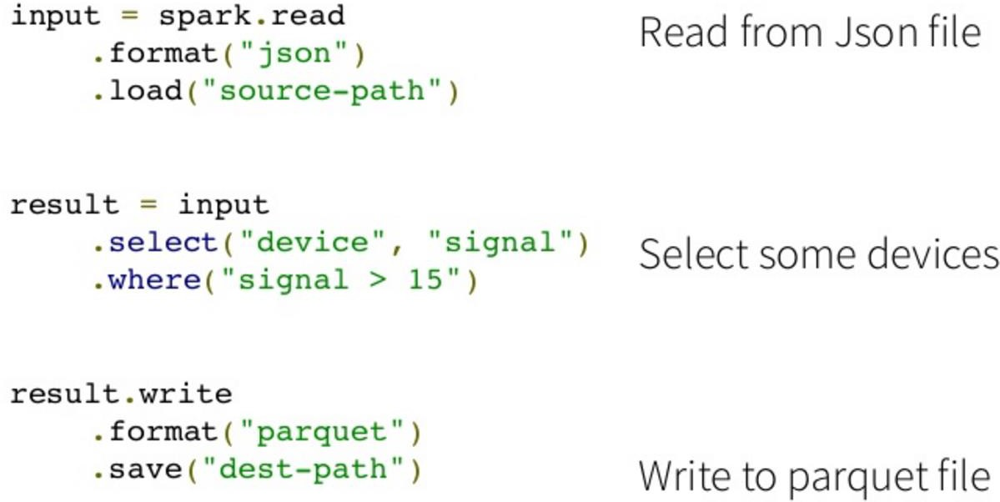 input = spark.read
.format("json")
.load("source-path")
Read from Json file
result = input
.select("device", "signal")
.where("signal > 15")
Select some devices
result.write
.format("parquet")
.save("dest-path")
Write to parquet file